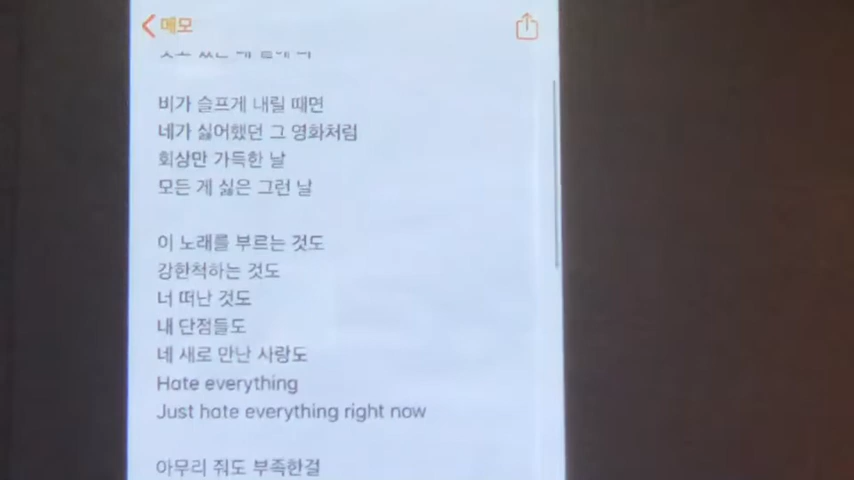 메모
비가 슬프게 내릴 때면
네가 싫어했던 그 영화처럼
회상만 가득한 날
모든 게 싫은 그런 날
이 노래를 부르는 것도
강한척하는 것도
너 떠난 것도
내 단점들도
네 새로 만난 사랑도
Hate everything
Just hate everything right now
아무리 줘도 부족한걸